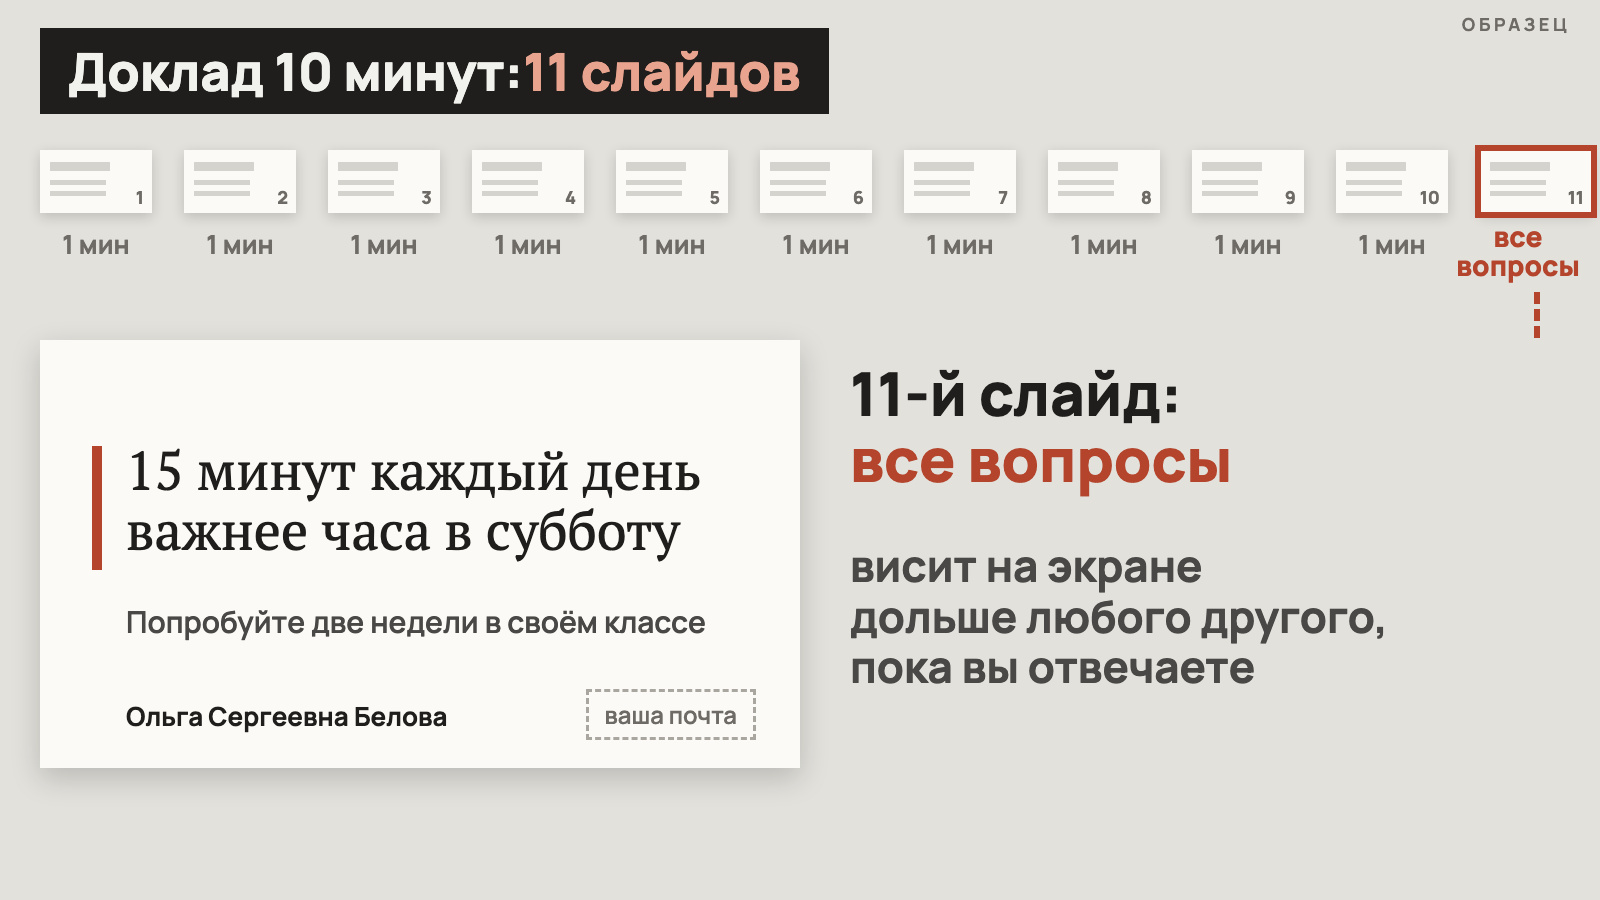 ОБРАЗЕЦ
Доклад 10 минут: 11 слайдов
1
2
3
4
5
6
7
8
9
10
11
1 мин
1 мин
1 мин
1 мин
1 мин
1 мин
1 мин
1 мин
1 мин
1 мин
все
вопросы
15 минут каждый день
важнее часа в субботу
Попробуйте две недели в своём классе
Ольга Сергеевна Белова
ваша почта
11-й слайд:
все вопросы
висит на экране
дольше любого другого,
пока вы отвечаете